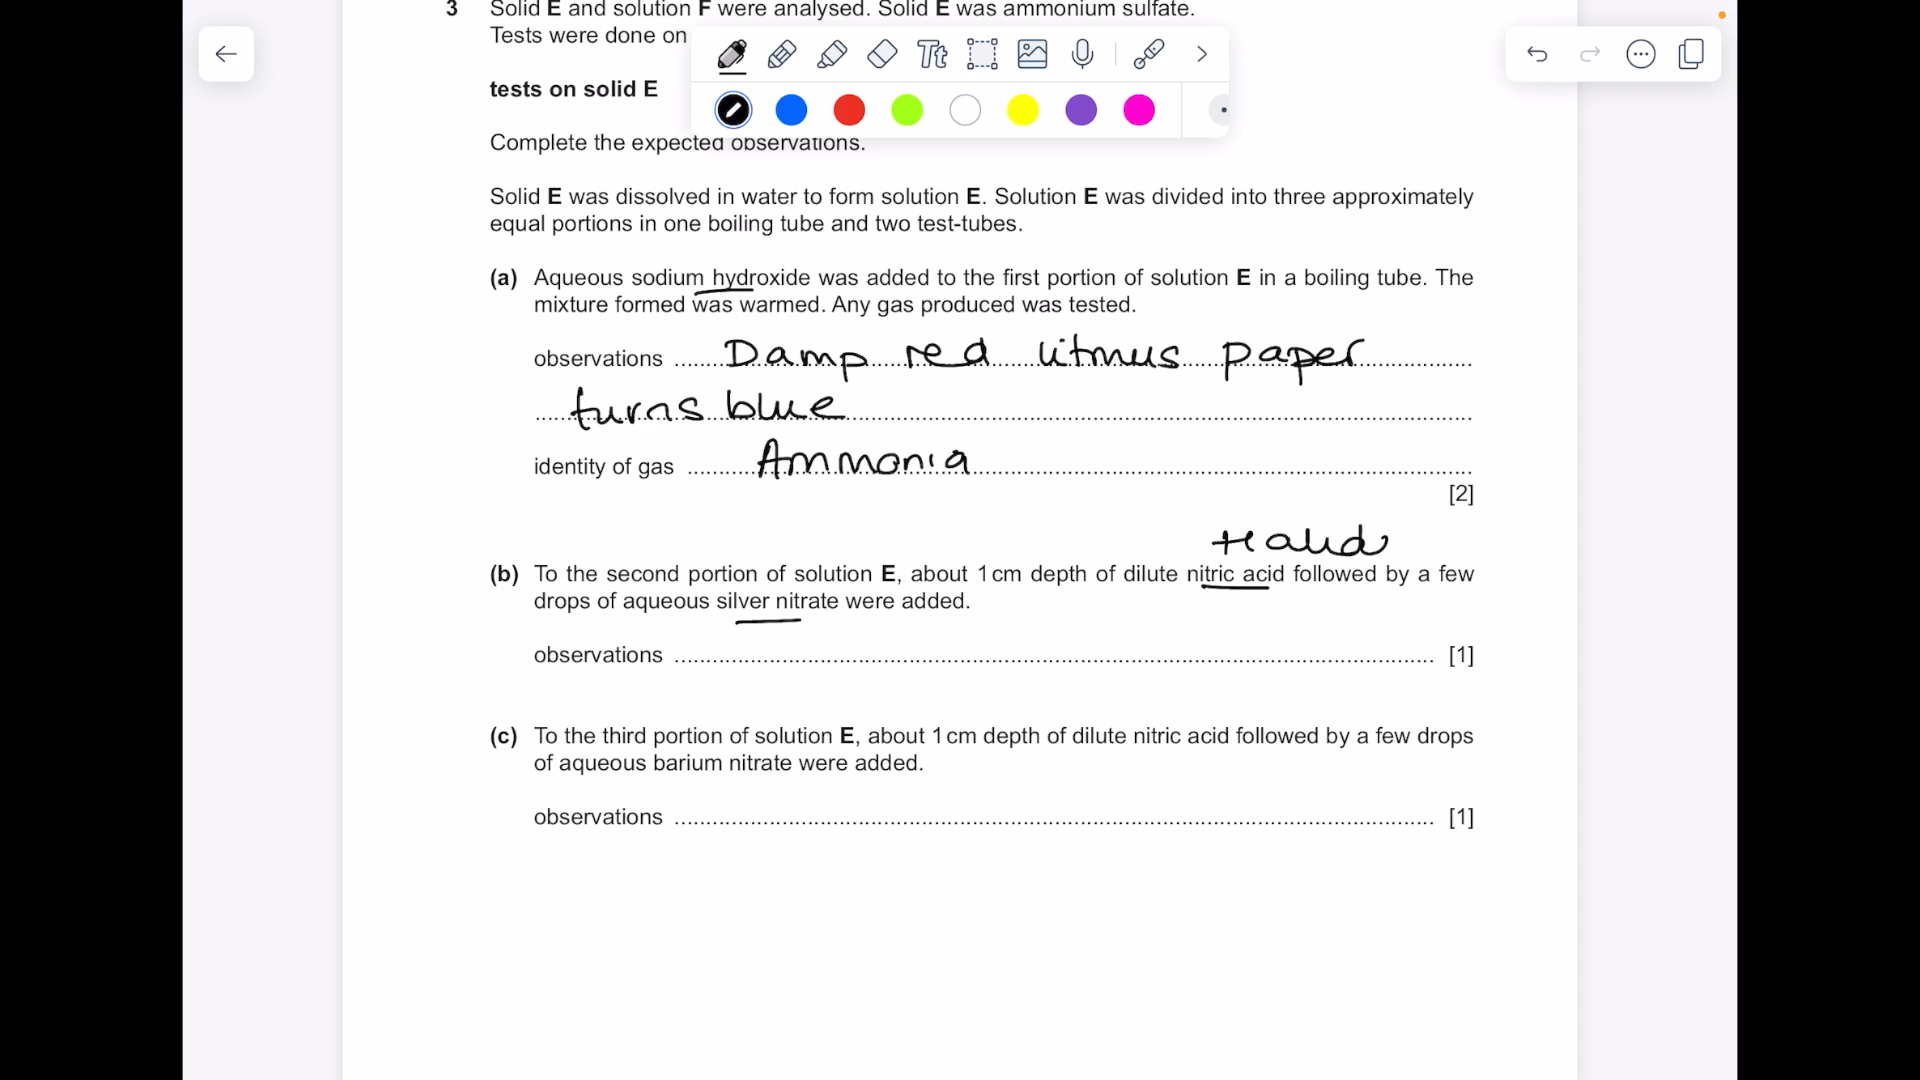 3 Solid E and solution F were analysed. Solid E was ammonium sulfate.
Tests were done on
Tt
tests on solid E
Complete the expected observations.
Solid E was dissolved in water to form solution E. Solution E was divided into three approximately
equal portions in one boiling tube and two test-tubes.
(a) Aqueous sodium hydroxide was added to the first portion of solution E in a boiling tube. The
mixture formed was warmed. Any gas produced was tested.
observations ..... Damp red litmus paper .....
..... turns blue .....
identity of gas ..... Ammonia .....
[2]
Halid
(b) To the second portion of solution E, about 1 cm depth of dilute nitric acid followed by a few
drops of aqueous silver nitrate were added.
observations ..... [1]
(c) To the third portion of solution E, about 1 cm depth of dilute nitric acid followed by a few drops
of aqueous barium nitrate were added.
observations ..... [1]